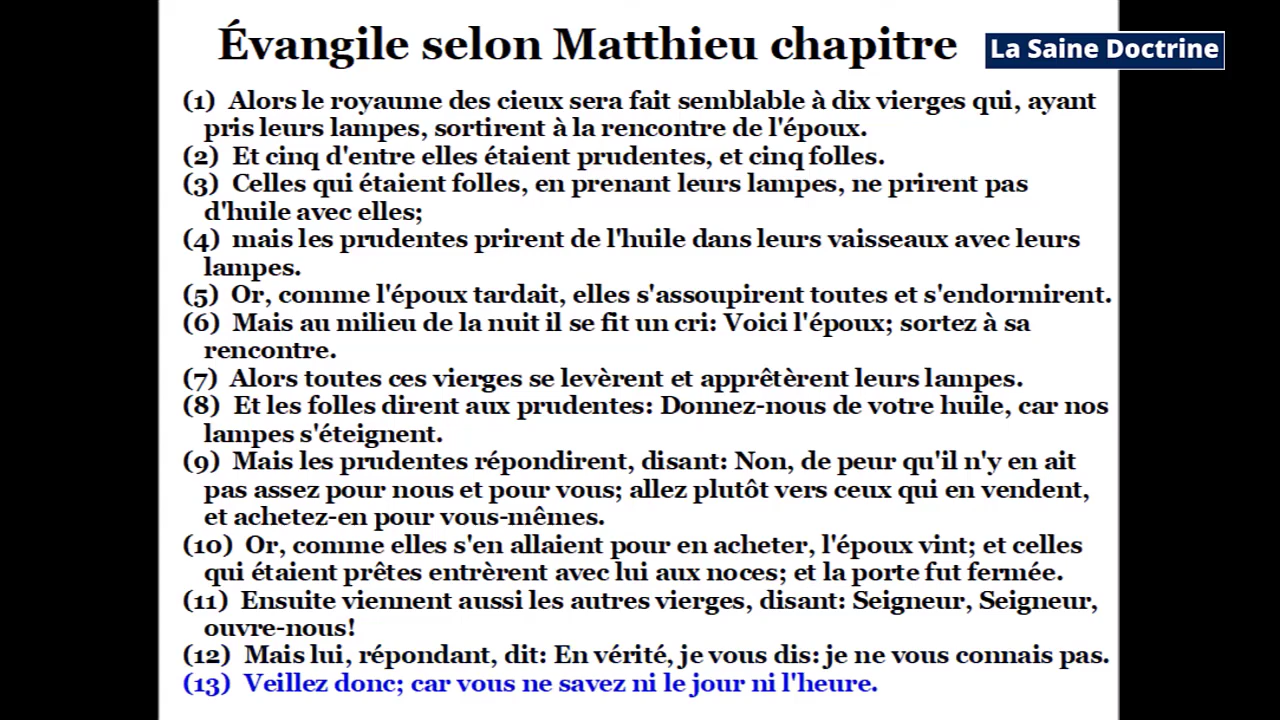 Évangile selon Matthieu chapitre
La Saine Doctrine
(1) Alors le royaume des cieux sera fait semblable à dix vierges qui, ayant
pris leurs lampes, sortirent à la rencontre de l'époux.
(2) Et cinq d'entre elles étaient prudentes, et cinq folles.
(3) Celles qui étaient folles, en prenant leurs lampes, ne prirent pas
d'huile avec elles;
(4) mais les prudentes prirent de l'huile dans leurs vaisseaux avec leurs
lampes.
(5) Or, comme l'époux tardait, elles s'assoupirent toutes et s'endormirent.
(6) Mais au milieu de la nuit il se fit un cri: Voici l'époux; sortez à sa
rencontre.
(7) Alors toutes ces vierges se levèrent et apprêtèrent leurs lampes.
(8) Et les folles dirent aux prudentes: Donnez-nous de votre huile, car nos
lampes s'éteignent.
(9) Mais les prudentes répondirent, disant: Non, de peur qu'il n'y en ait
pas assez pour nous et pour vous; allez plutôt vers ceux qui en vendent,
et achetez-en pour vous-mêmes.
(10) Or, comme elles s'en allaient pour en acheter, l'époux vint; et celles
qui étaient prêtes entrèrent avec lui aux noces; et la porte fut fermée.
(11) Ensuite viennent aussi les autres vierges, disant: Seigneur, Seigneur,
ouvre-nous!
(12) Mais lui, répondant, dit: En vérité, je vous dis: je ne vous connais pas.
(13) Veillez donc; car vous ne savez ni le jour ni l'heure.